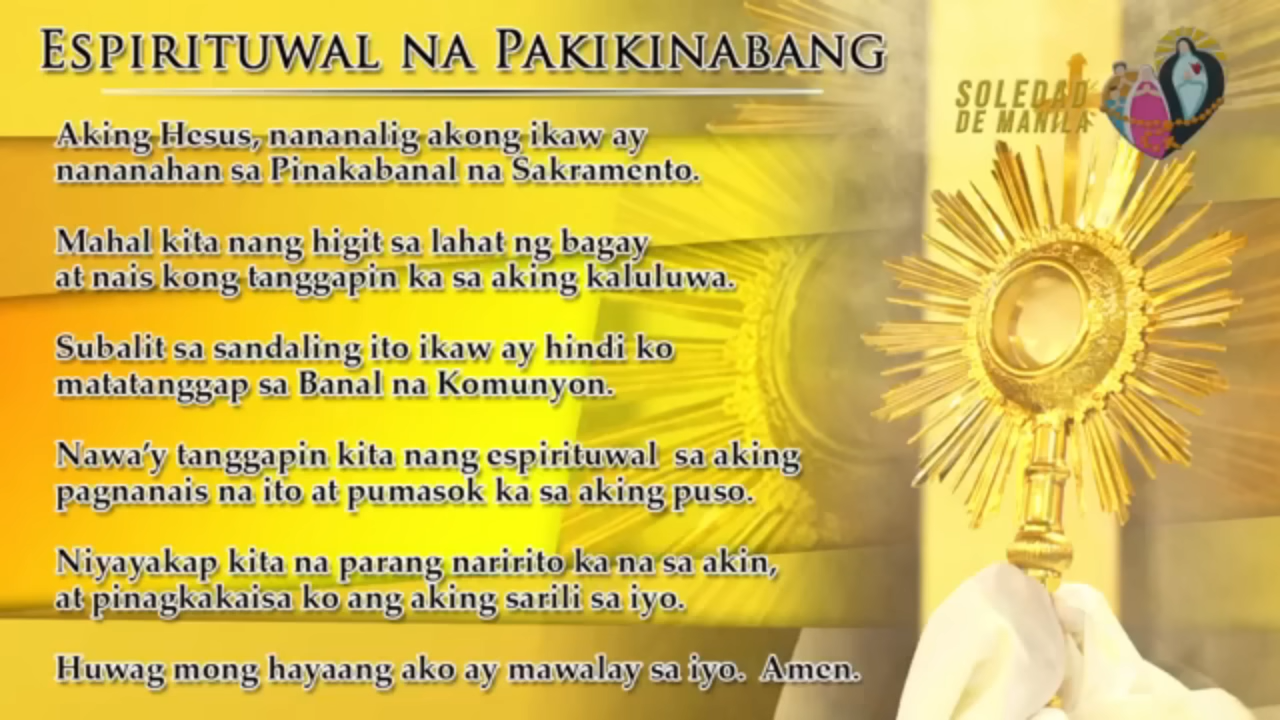 ESPIRITUWAL NA PAKIKINABANG
SOLEDAD
DE MANILA
Aking Hesus, nananalig akong ikaw ay
nananahan sa Pinakabanal na Sakramento.
Mahal kita nang higit sa lahat ng bagay
at nais kong tanggapin ka sa aking kaluluwa.
Subalit sa sandaling ito ikaw ay hindi ko
matatanggap sa Banal na Komunyon.
Nawa’y tanggapin kita nang espirituwal sa aking
pagnanais na ito at pumasok ka sa aking puso.
Niyayakap kita na parang naririto ka na sa akin,
at pinagkakaisa ko ang aking sarili sa iyo.
Huwag mong hayaang ako ay mawalay sa iyo. Amen.